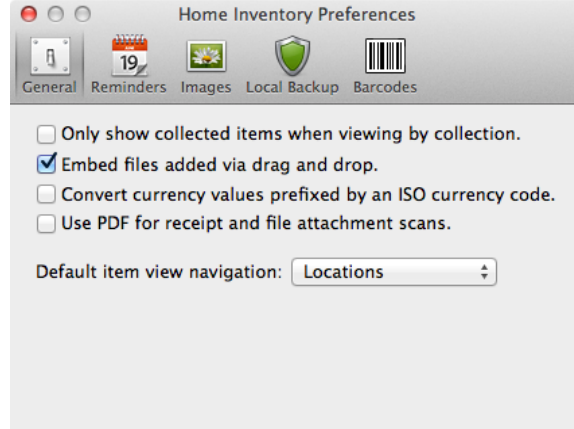 Home Inventory Preferences
19
General Reminders Images Local Backup Barcodes
Only show collected items when viewing by collection.
Embed files added via drag and drop.
Convert currency values prefixed by an ISO currency code.
Use PDF for receipt and file attachment scans.
Default item view navigation: Locations